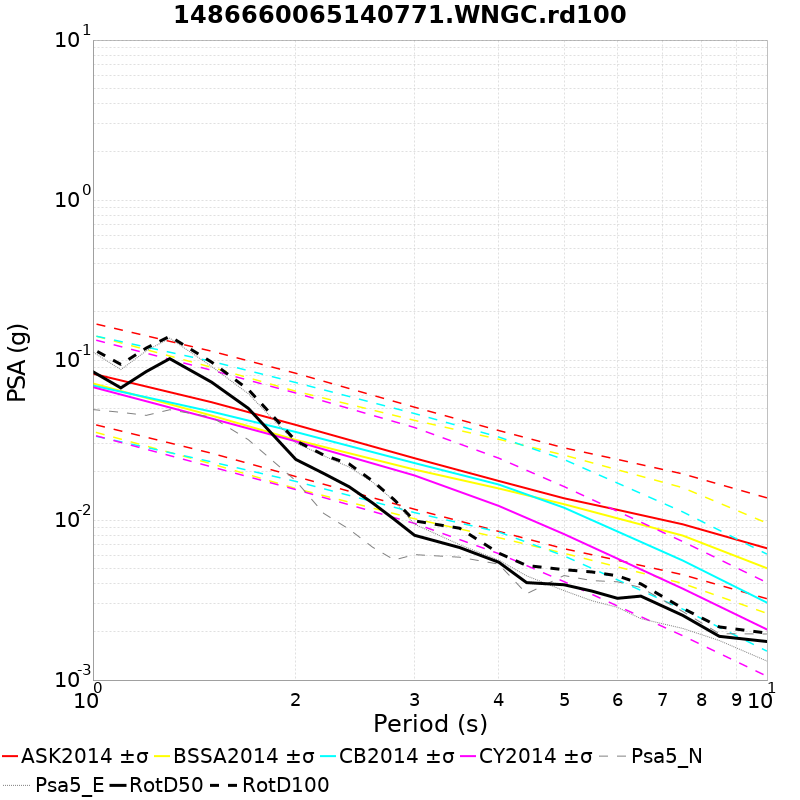 1486660065140771.WNGC.rd100
10^1
10^0
10^-1
10^-2
10^-3
PSA (g)
10^0 2 3 4 5 6 7 8 9 10^1
Period (s)
ASK2014 ±σ BSSA2014 ±σ CB2014 ±σ CY2014 ±σ Psa5_N
Psa5_E RotD50 RotD100